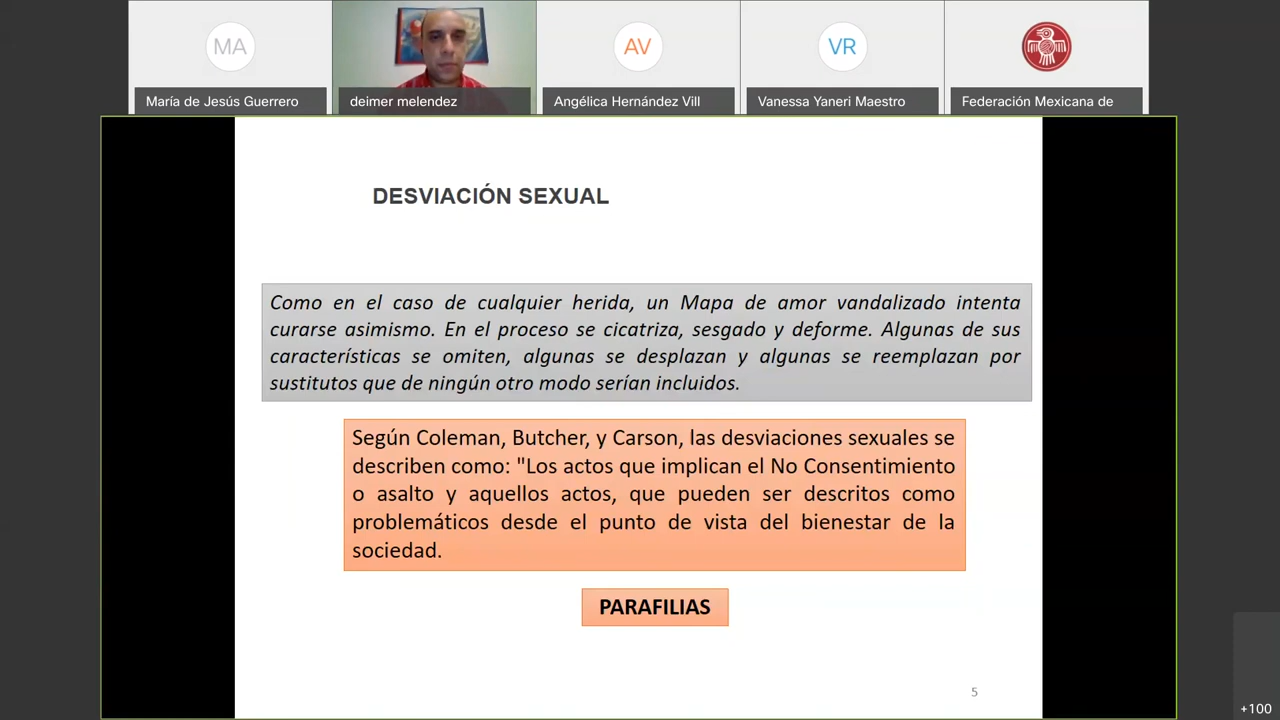 MA
AV
VR
María de Jesús Guerrero
deimer melendez
Angélica Hernández Vill
Vanessa Yaneri Maestro
Federación Mexicana de
DESVIACIÓN SEXUAL
Como en el caso de cualquier herida, un Mapa de amor vandalizado intenta
curarse asimismo. En el proceso se cicatriza, sesgado y deforme. Algunas de sus
características se omiten, algunas se desplazan y algunas se reemplazan por
sustitutos que de ningún otro modo serían incluidos.
Según Coleman, Butcher, y Carson, las desviaciones sexuales se
describen como: "Los actos que implican el No Consentimiento
o asalto y aquellos actos, que pueden ser descritos como
problemáticos desde el punto de vista del bienestar de la
sociedad.
PARAFILIAS
5
+100